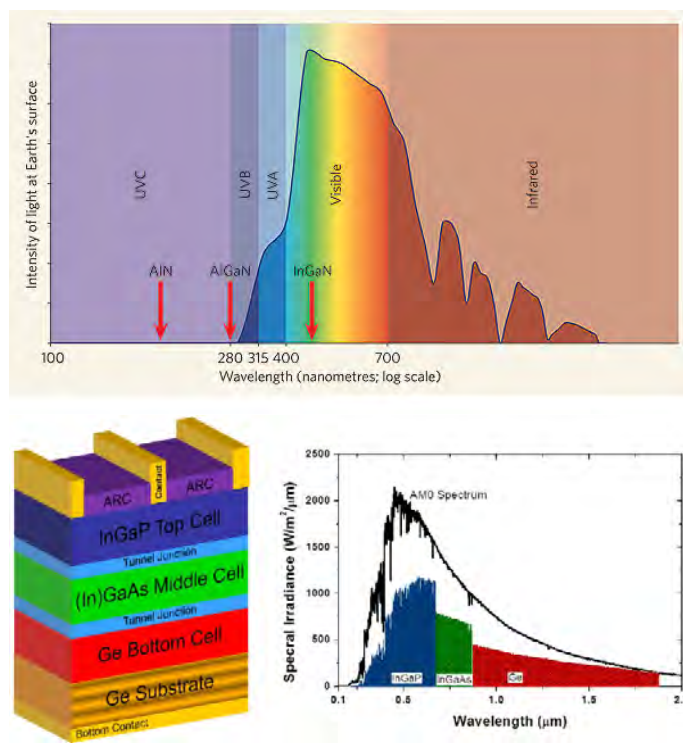 Intensity of light at Earth's surface
UVC
UVB
UVA
Visible
Infrared
AlN
AlGaN
InGaN
100
280
315
400
700
Wavelength (nanometres; log scale)
ARC
Contact
ARC
InGaP Top Cell
Tunnel Junction
(In)GaAs Middle Cell
Tunnel Junction
Ge Bottom Cell
Ge Substrate
Bottom Contact
Spectral Irradiance (W/m²/μm)
2500
2000
1500
1000
500
0
AM0 Spectrum
InGaP
InGaAs
Ge
0.1
0.5
1.0
1.5
2.
Wavelength (μm)